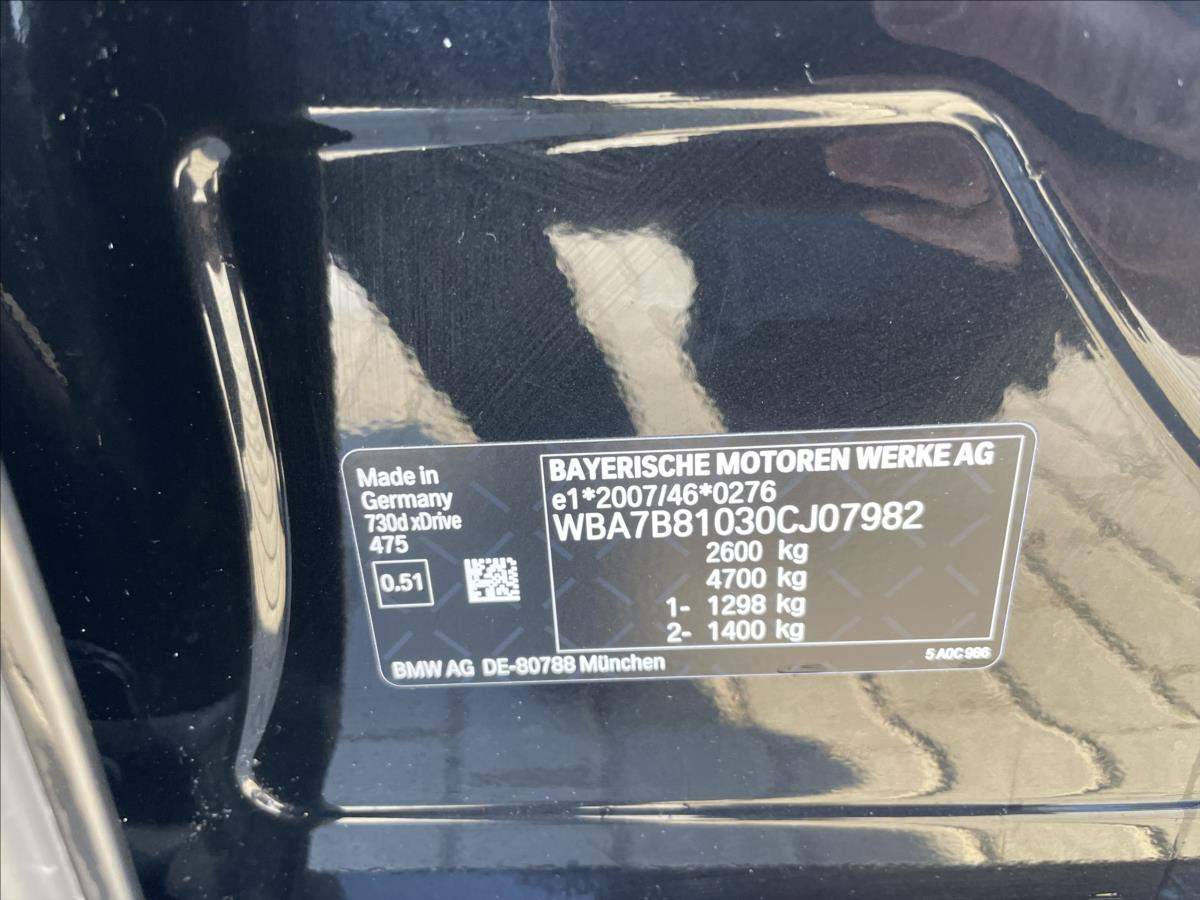 Made in
Germany
730d xDrive
475
0.51
BAYERISCHE MOTOREN WERKE AG
e1*2007/46*0276
WBA7B81030CJ07982
2600 kg
4700 kg
1- 1298 kg
2- 1400 kg
BMW AG DE-80788 München
5 A0C 986